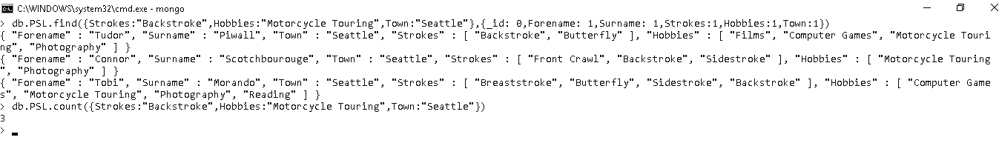 C:\WINDOWS\system32\cmd.exe - mongo
> db.PSL.find({Strokes:"Backstroke",Hobbies:"Motorcycle Touring",Town:"Seattle"},{_id: 0,Forename: 1,Surname: 1,Strokes:1,Hobbies:1,Town:1})
{ "Forename" : "Tudor", "Surname" : "Piwall", "Town" : "Seattle", "Strokes" : [ "Backstroke", "Butterfly" ], "Hobbies" : [ "Films", "Computer Games", "Motorcycle Touri
ng", "Photography" ] }
{ "Forename" : "Connor", "Surname" : "Scotchbourouge", "Town" : "Seattle", "Strokes" : [ "Front Crawl", "Backstroke", "Sidestroke" ], "Hobbies" : [ "Motorcycle Touring
", "Photography" ] }
{ "Forename" : "Tobi", "Surname" : "Morando", "Town" : "Seattle", "Strokes" : [ "Breaststroke", "Butterfly", "Sidestroke", "Backstroke" ], "Hobbies" : [ "Computer Game
s", "Motorcycle Touring", "Photography", "Reading" ] }
> db.PSL.count({Strokes:"Backstroke",Hobbies:"Motorcycle Touring",Town:"Seattle"})
3
>